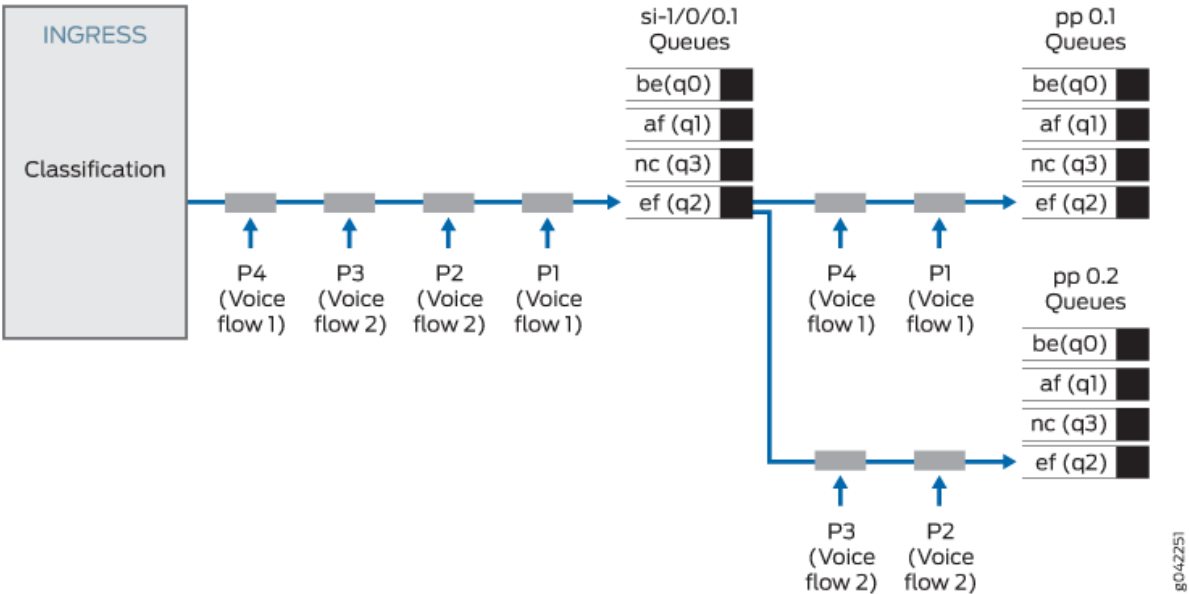 INGRESS
Classification
P4
(Voice
flow 1)
P3
(Voice
flow 2)
P2
(Voice
flow 2)
P1
(Voice
flow 1)
si-1/0/0.1
Queues
be(q0)
af (q1)
nc (q3)
ef (q2)
P4
(Voice
flow 1)
P1
(Voice
flow 1)
pp 0.1
Queues
be(q0)
af (q1)
nc (q3)
ef (q2)
pp 0.2
Queues
be(q0)
af (q1)
nc (q3)
ef (q2)
P3
(Voice
flow 2)
P2
(Voice
flow 2)
g042251